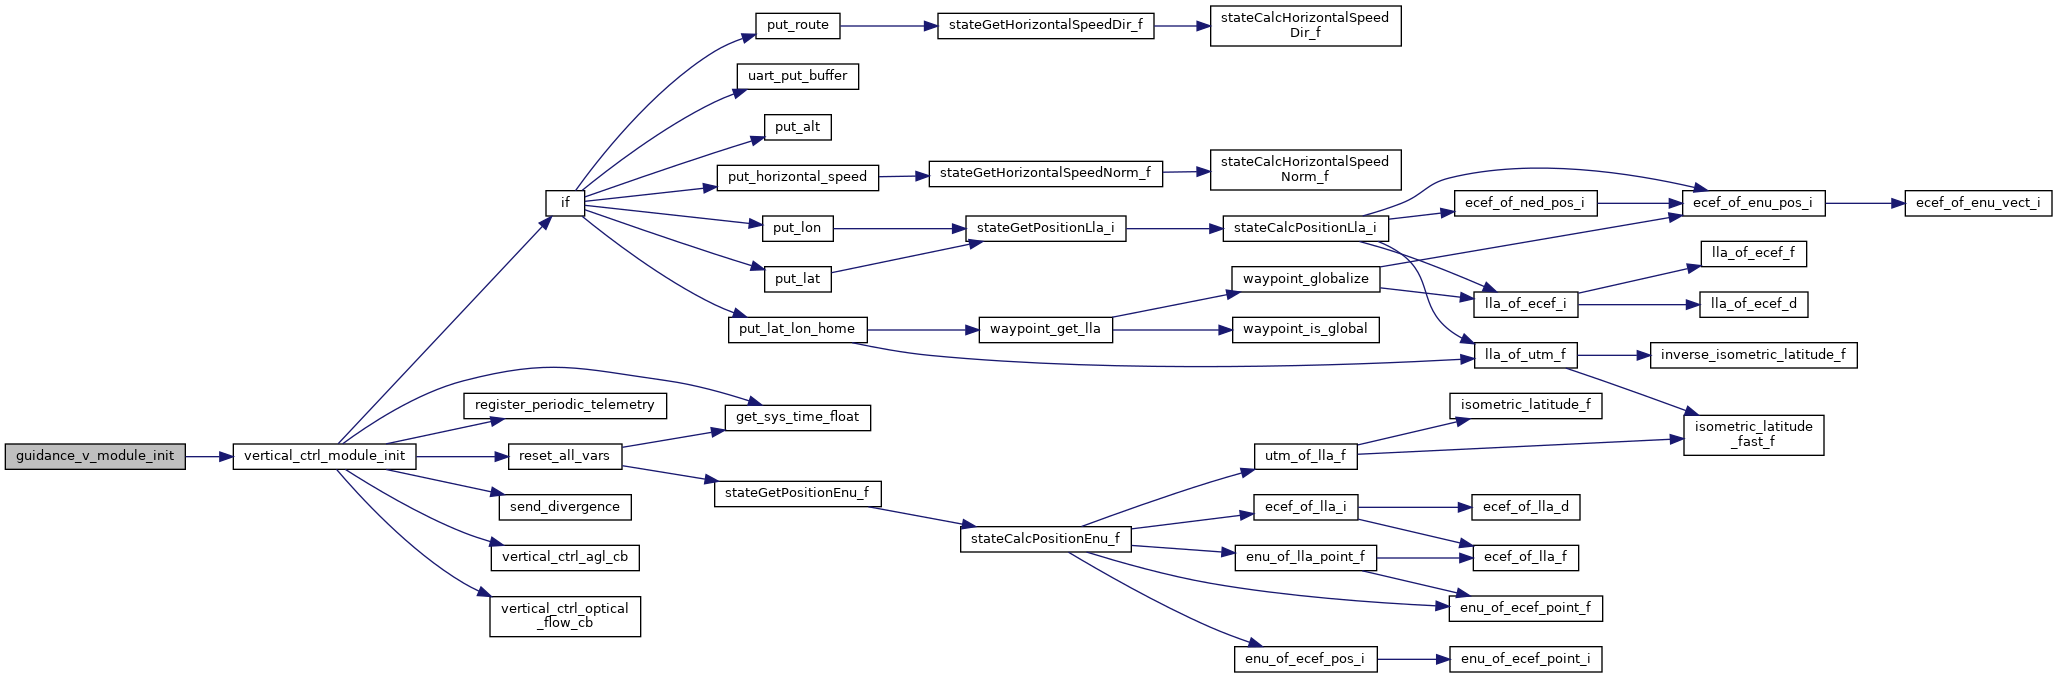 guidance_v_module_init
vertical_ctrl_module_init
if
put_route
stateGetHorizontalSpeedDir_f
stateCalcHorizontalSpeed
Dir_f
uart_put_buffer
put_alt
put_horizontal_speed
stateGetHorizontalSpeedNorm_f
stateCalcHorizontalSpeed
Norm_f
put_lon
stateGetPositionLla_i
stateCalcPositionLla_i
ecef_of_ned_pos_i
ecef_of_enu_pos_i
ecef_of_enu_vect_i
put_lat
waypoint_globalize
lla_of_ecef_i
lla_of_ecef_f
lla_of_ecef_d
put_lat_lon_home
waypoint_get_lla
waypoint_is_global
lla_of_utm_f
inverse_isometric_latitude_f
isometric_latitude
_fast_f
register_periodic_telemetry
get_sys_time_float
reset_all_vars
stateGetPositionEnu_f
stateCalcPositionEnu_f
utm_of_lla_f
isometric_latitude_f
ecef_of_lla_i
ecef_of_lla_d
enu_of_lla_point_f
ecef_of_lla_f
enu_of_ecef_point_f
enu_of_ecef_pos_i
enu_of_ecef_point_i
send_divergence
vertical_ctrl_agl_cb
vertical_ctrl_optical
_flow_cb